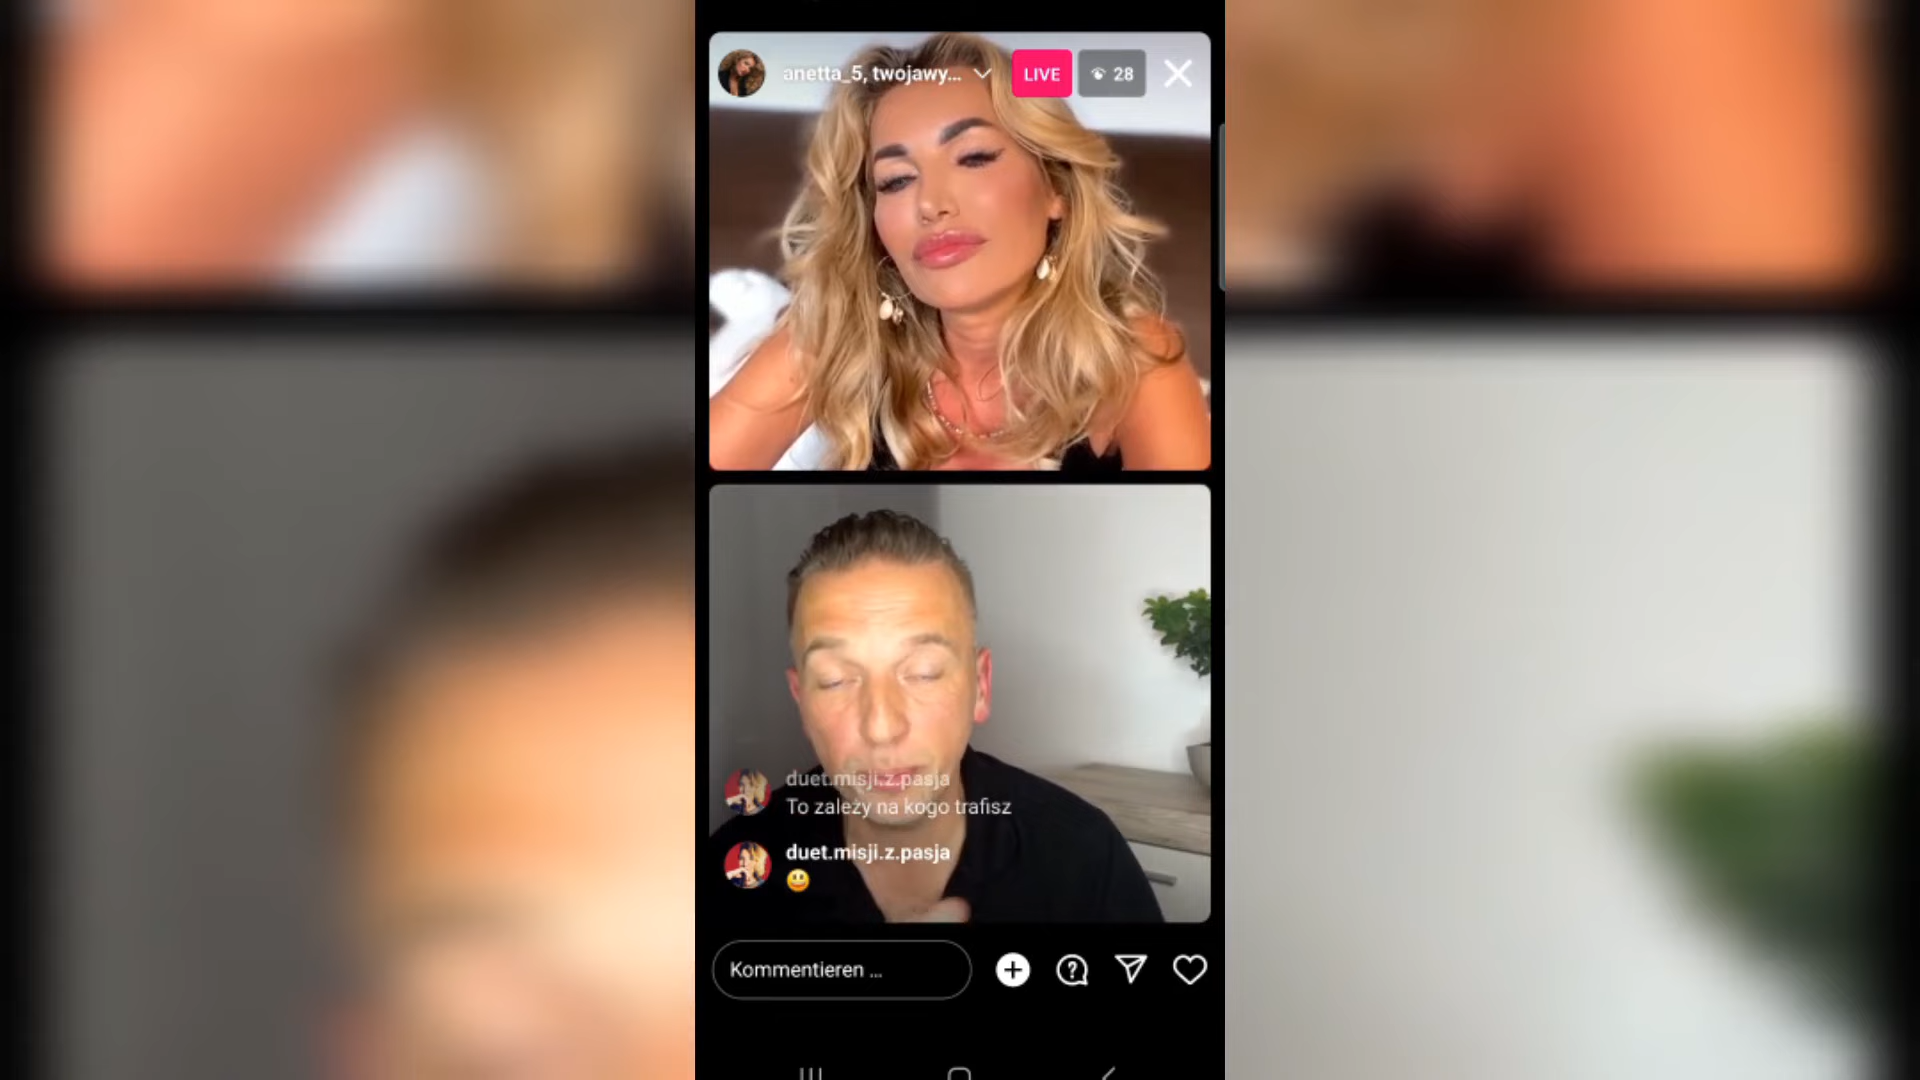 anetta_5, twojawy...
LIVE
28
duet.misji.z.pasja
To zależy na kogo trafisz
duet.misji.z.pasja
Kommentieren ...